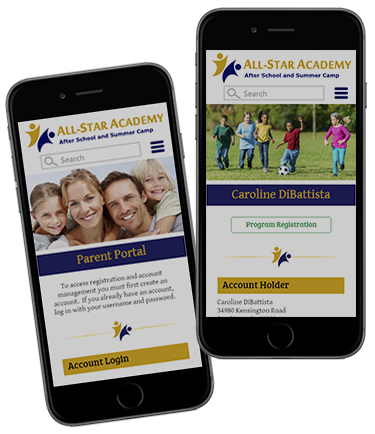 ALL-STAR ACADEMY
After School and Summer Camp
Search
Parent Portal
To access registration and account
management you must first create an
account. If you already have an account,
log in with your username and password.
Account Login
ALL-STAR ACADEMY
After School and Summer Camp
Search
Caroline DiBattista
Program Registration
Account Holder
Caroline DiBattista
34980 Kensington Road